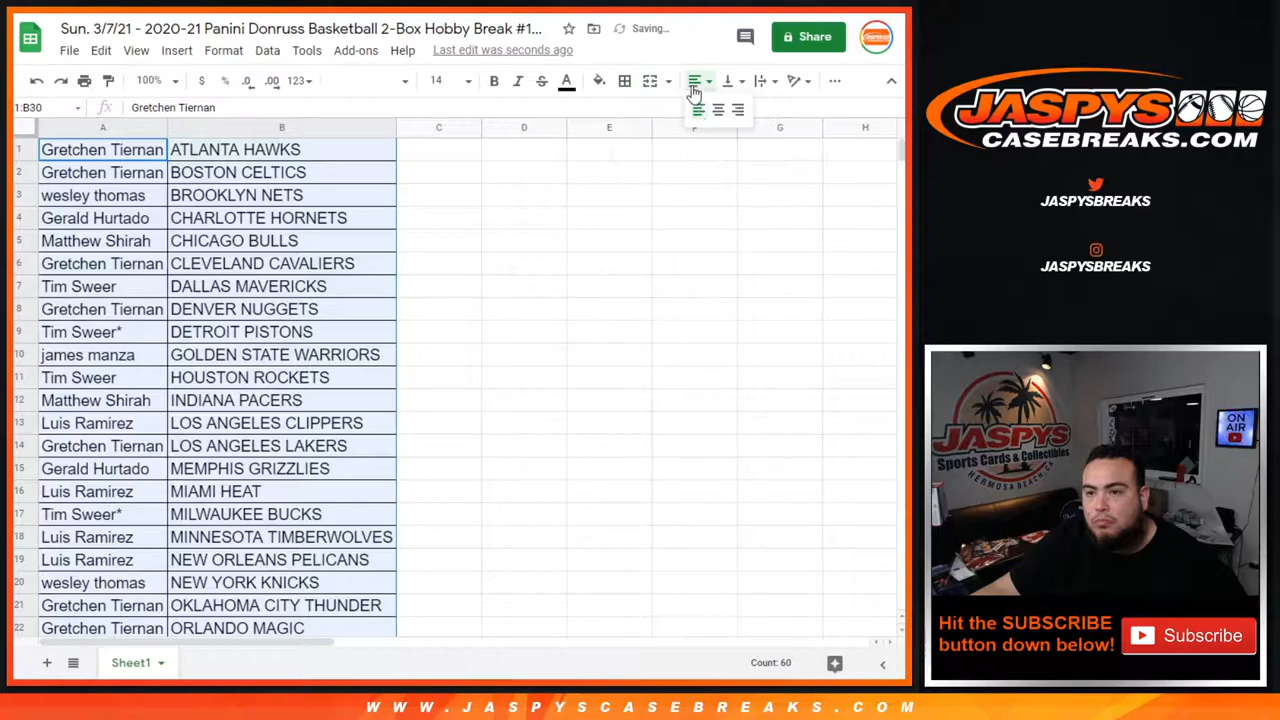 Sun. 3/7/21 - 2020-21 Panini Donruss Basketball 2-Box Hobby Break #1...
Saving...
Share
File Edit View Insert Format Data Tools Add-ons Help Last edit was seconds ago
100% $ % .0 .00 123 14 B I S A
1:B30 fx Gretchen Tiernan
A B C D E F G H
1 Gretchen Tiernan ATLANTA HAWKS
2 Gretchen Tiernan BOSTON CELTICS
3 wesley thomas BROOKLYN NETS
4 Gerald Hurtado CHARLOTTE HORNETS
5 Matthew Shirah CHICAGO BULLS
6 Gretchen Tiernan CLEVELAND CAVALIERS
7 Tim Sweer DALLAS MAVERICKS
8 Gretchen Tiernan DENVER NUGGETS
9 Tim Sweer* DETROIT PISTONS
10 james manza GOLDEN STATE WARRIORS
11 Tim Sweer HOUSTON ROCKETS
12 Matthew Shirah INDIANA PACERS
13 Luis Ramirez LOS ANGELES CLIPPERS
14 Gretchen Tiernan LOS ANGELES LAKERS
15 Gerald Hurtado MEMPHIS GRIZZLIES
16 Luis Ramirez MIAMI HEAT
17 Tim Sweer* MILWAUKEE BUCKS
18 Luis Ramirez MINNESOTA TIMBERWOLVES
19 Luis Ramirez NEW ORLEANS PELICANS
20 wesley thomas NEW YORK KNICKS
21 Gretchen Tiernan OKLAHOMA CITY THUNDER
22 Gretchen Tiernan ORLANDO MAGIC
Sheet1
Count: 60
JASPYS
CASEBREAKS.COM
JASPYSBREAKS
JASPYSBREAKS
JASPYS
Sports Cards & Collectibles
HERMOSA BEACH, CA
ON
AIR
Hit the SUBSCRIBE
button down below!
Subscribe
WWW.JASPYSCASEBREAKS.COM